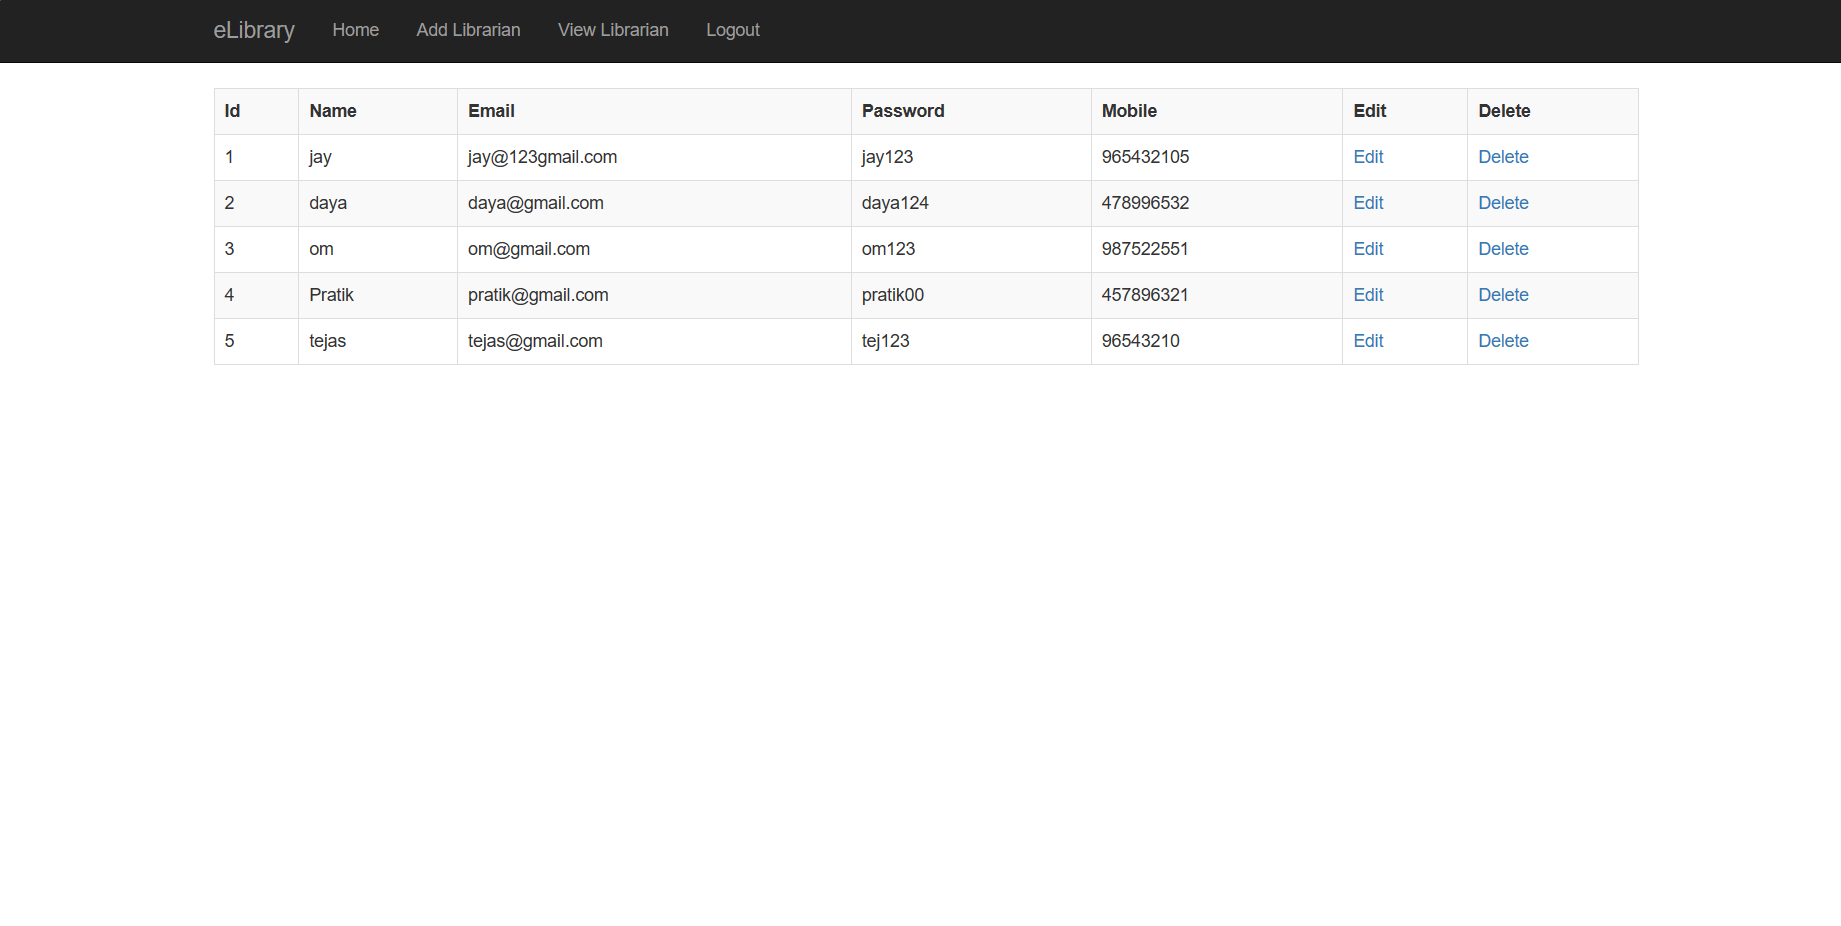 eLibrary Home Add Librarian View Librarian Logout
Id Name Email Password Mobile Edit Delete
1 jay jay@123gmail.com jay123 965432105 Edit Delete
2 daya daya@gmail.com daya124 478996532 Edit Delete
3 om om@gmail.com om123 987522551 Edit Delete
4 Pratik pratik@gmail.com pratik00 457896321 Edit Delete
5 tejas tejas@gmail.com tej123 96543210 Edit Delete